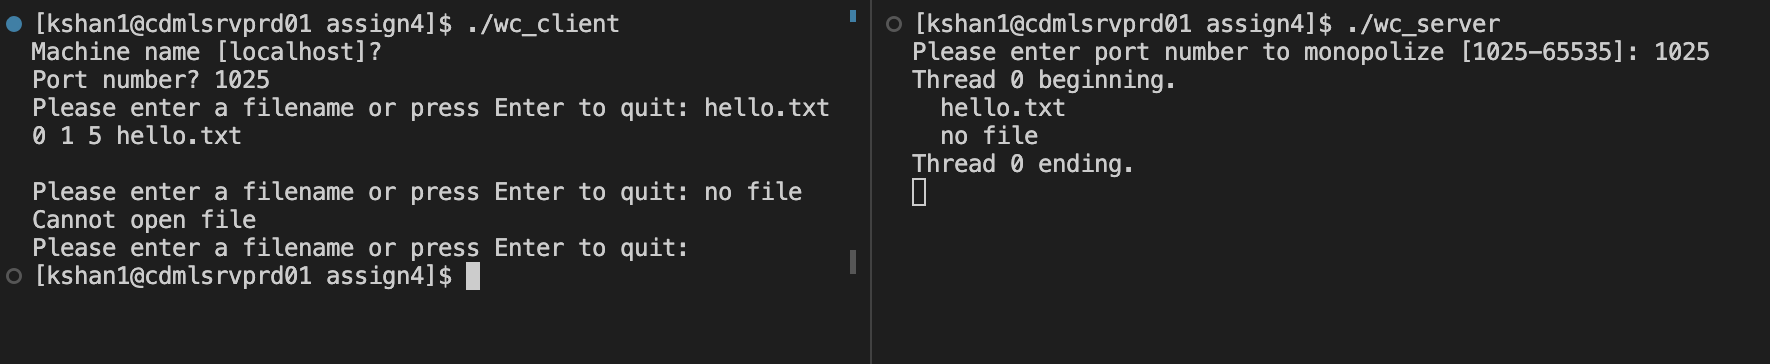 [kshan1@cdmlsrvprd01 assign4]$ ./wc_client
Machine name [localhost]?
Port number? 1025
Please enter a filename or press Enter to quit: hello.txt
0 1 5 hello.txt
Please enter a filename or press Enter to quit: no file
Cannot open file
Please enter a filename or press Enter to quit:
[kshan1@cdmlsrvprd01 assign4]$
[kshan1@cdmlsrvprd01 assign4]$ ./wc_server
Please enter port number to monopolize [1025-65535]: 1025
Thread 0 beginning.
hello.txt
no file
Thread 0 ending.